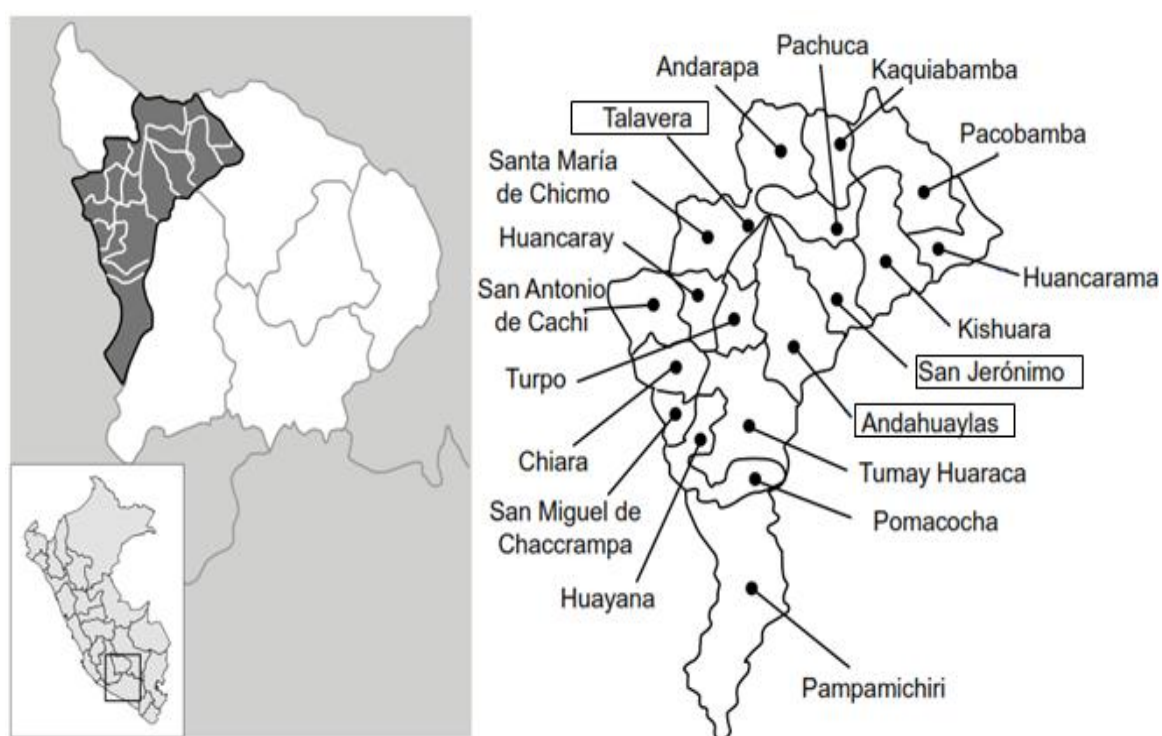 Pachuca
Andarapa
Kaquiabamba
Talavera
Pacobamba
Santa María
de Chicmo
Huancaray
Huancarama
San Antonio
de Cachi
Kishuara
Turpo
San Jerónimo
Andahuaylas
Chiara
Tumay Huaraca
San Miguel de
Chaccrampa
Pomacocha
Huayana
Pampamichiri